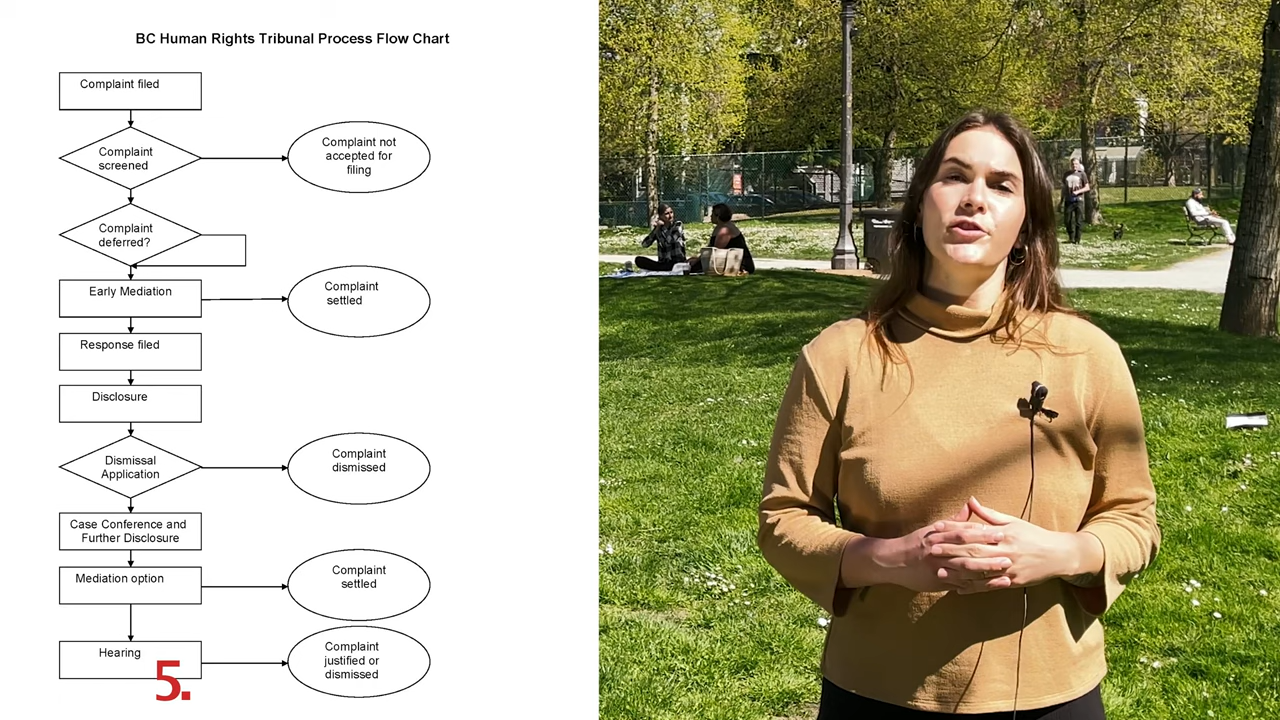 BC Human Rights Tribunal Process Flow Chart
Complaint filed
Complaint
screened
Complaint not
accepted for
filing
Complaint
deferred?
Early Mediation
Complaint
settled
Response filed
Disclosure
Dismissal
Application
Complaint
dismissed
Case Conference and
Further Disclosure
Mediation option
Complaint
settled
Hearing
Complaint
justified or
dismissed
5.